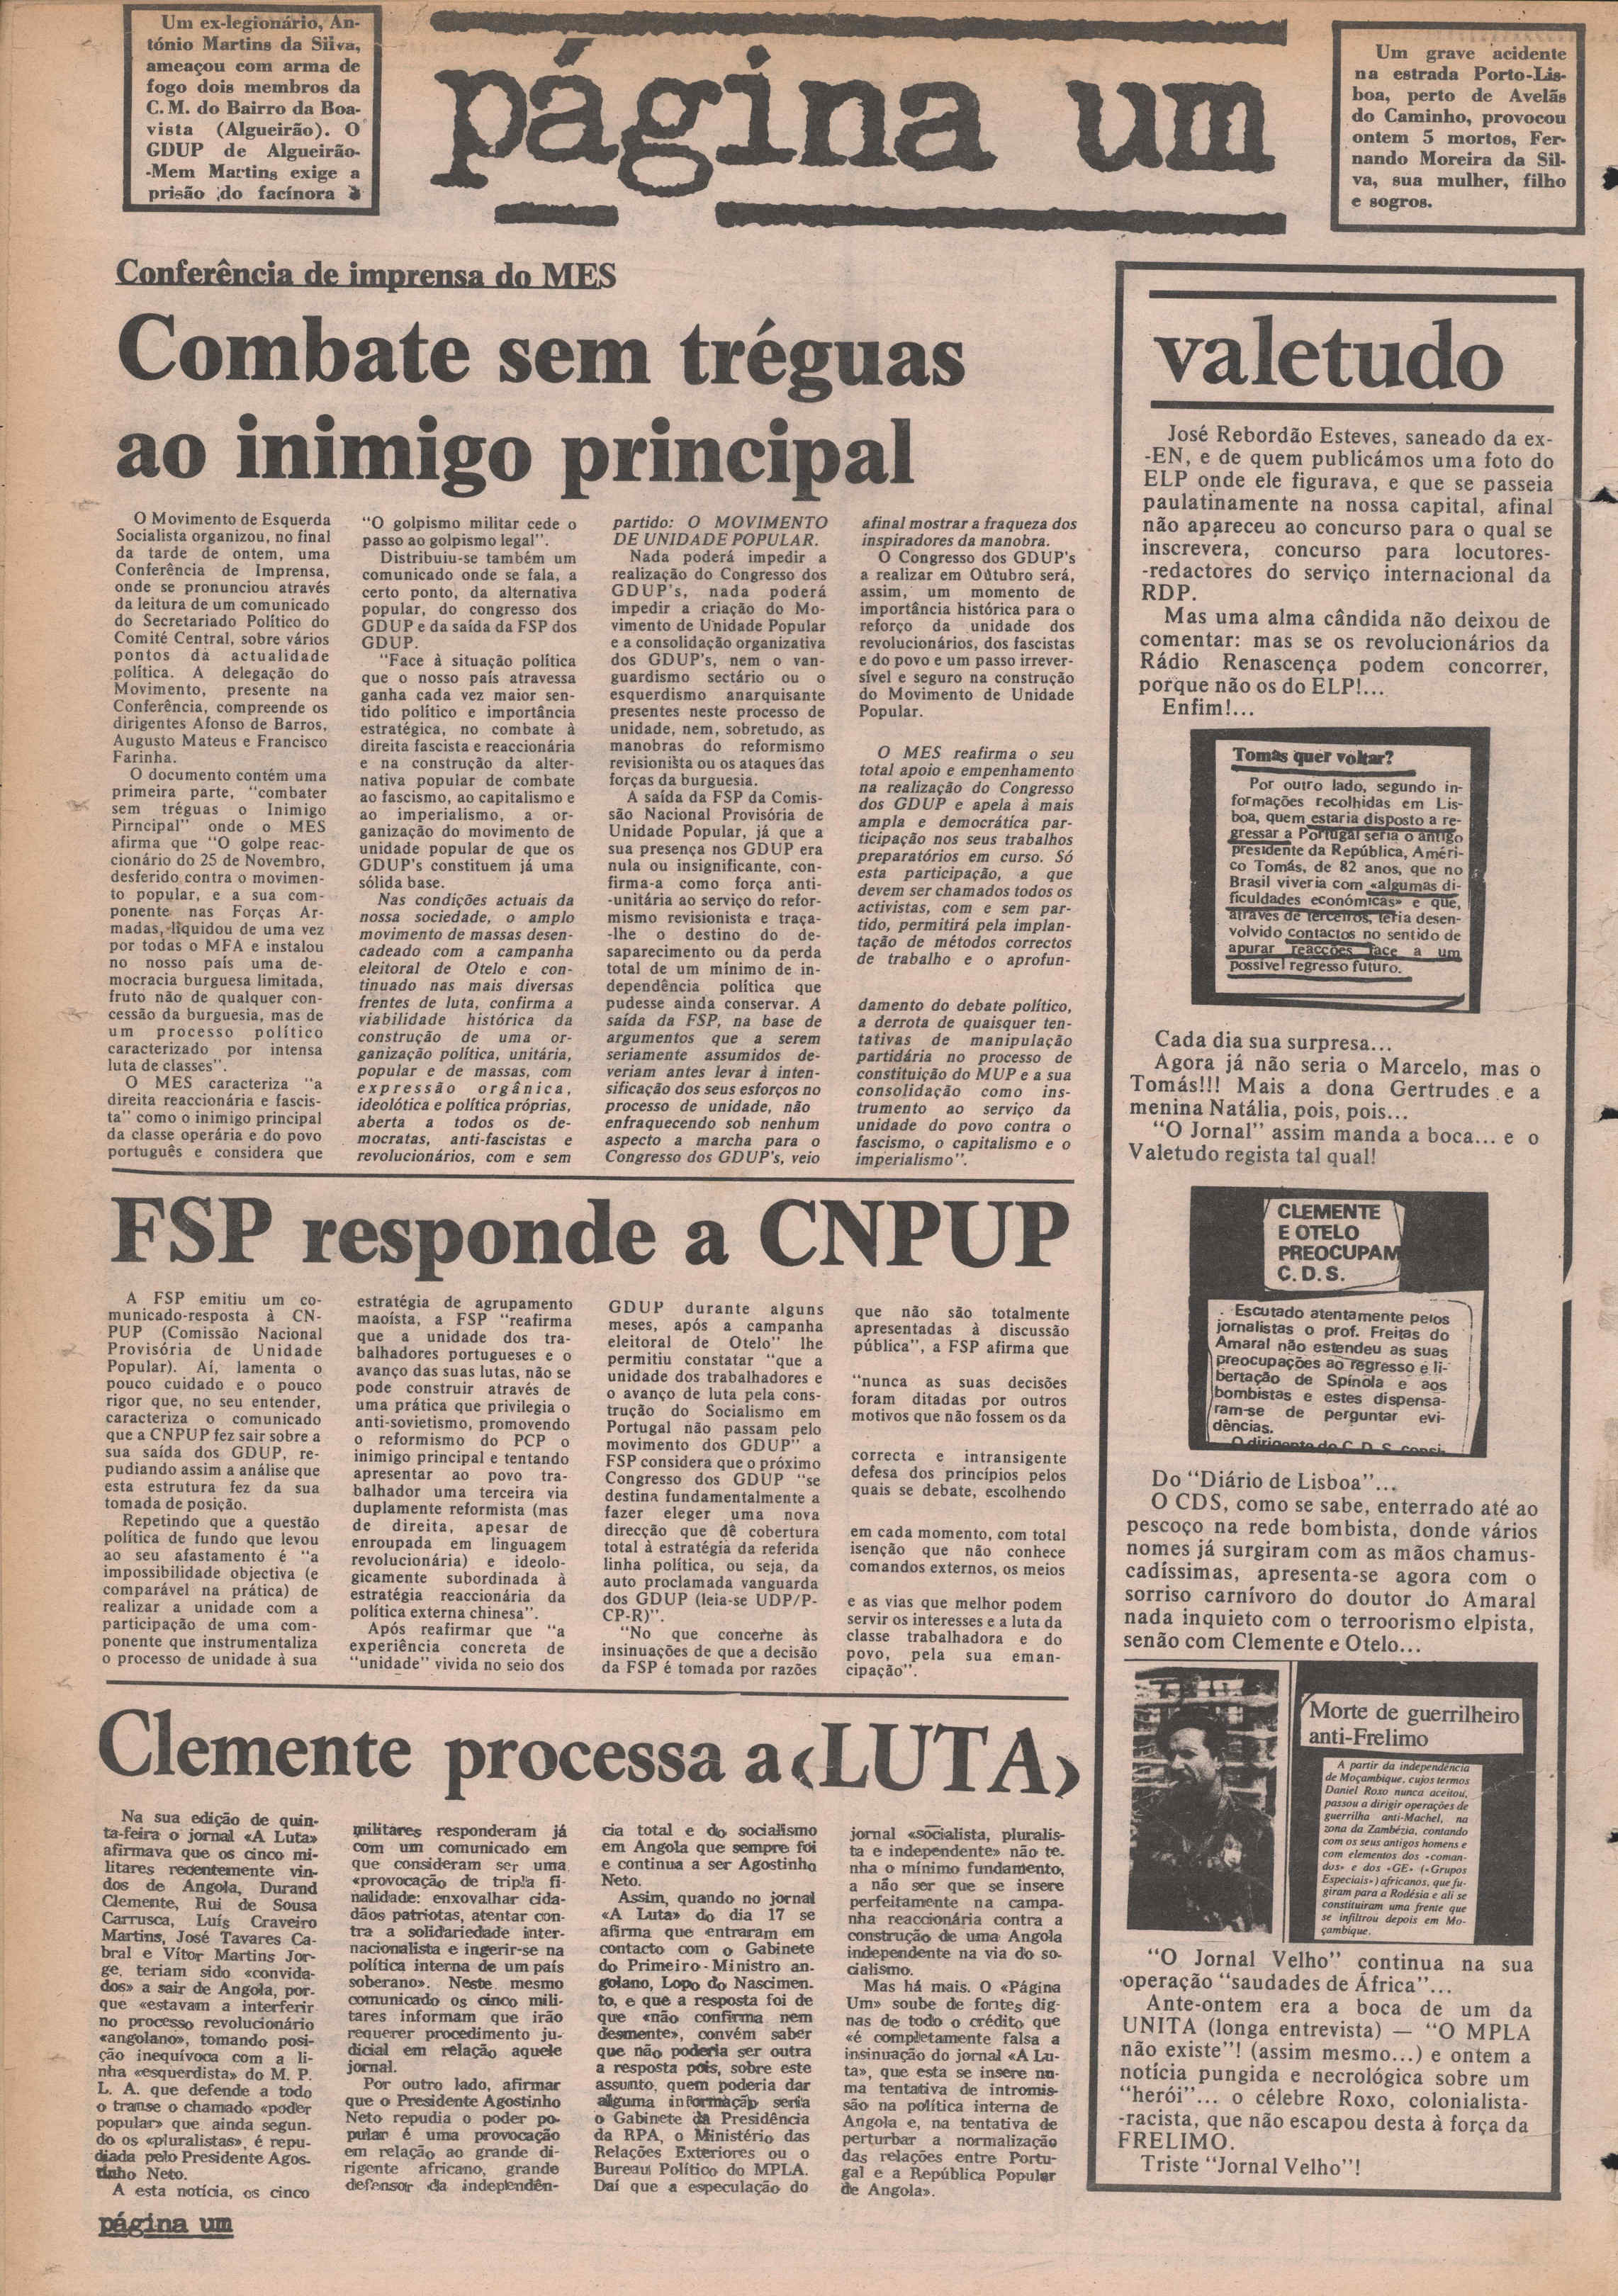 Um ex-legionário, An-
tónio Martins da Silva,
ameaçou com arma de
fogo dois membros da
C. M. do Bairro da Boa-
vista (Algueirão). O
GDUP de Algueirão-
-Mem Martins exige a
prisão do facínora
página um
Um grave acidente
na estrada Porto-Lis-
boa, perto de Avelãs
do Caminho, provocou
ontem 5 mortos, Fer-
nando Moreira da Sil-
va, sua mulher, filho
e sogros.
Conferência de imprensa do MES
Combate sem tréguas
ao inimigo principal
O Movimento de Esquerda
Socialista organizou, no final
da tarde de ontem, uma
Conferência de Imprensa,
onde se pronunciou através
da leitura de um comunicado
do Secretariado Político do
Comité Central, sobre vários
pontos da actualidade
política. A delegação do
Movimento, presente na
Conferência, compreende os
dirigentes Afonso de Barros,
Augusto Mateus e Francisco
Farinha.
O documento contém uma
primeira parte, "combater
sem tréguas o Inimigo
Pirncipal" onde o MES
afirma que "O golpe reac-
cionário do 25 de Novembro,
desferido contra o movimen-
to popular, e a sua com-
ponente nas Forças Ar-
madas, liquidou de uma vez
por todas o MFA e instalou
no nosso país uma de-
mocracia burguesa limitada,
fruto não de qualquer con-
cessão da burguesia, mas de
um processo político
caracterizado por intensa
luta de classes".
O MES caracteriza "a
direita reaccionária e fascis-
ta" como o inimigo principal
da classe operária e do povo
português e considera que
"O golpismo militar cede o
passo ao golpismo legal".
Distribuiu-se também um
comunicado onde se fala, a
certo ponto, da alternativa
popular, do congresso dos
GDUP e da saída da FSP dos
GDUP.
"Face à situação política
que o nosso país atravessa
ganha cada vez maior sen-
tido político e importância
estratégica, no combate à
direita fascista e reaccionária
e na construção da alter-
nativa popular de combate
ao fascismo, ao capitalismo e
ao imperialismo, a or-
ganização do movimento de
unidade popular de que os
GDUP's constituem já uma
sólida base.
Nas condições actuais da
nossa sociedade, o amplo
movimento de massas desen-
cadeado com a campanha
eleitoral de Otelo e con-
tinuado nas mais diversas
frentes de luta, confirma a
viabilidade histórica da
construção de uma or-
ganização política, unitária,
popular e de massas, com
expressão orgânica,
ideolótica e política próprias,
aberta a todos os de-
mocratas, anti-fascistas e
revolucionários, com e sem
partido: O MOVIMENTO
DE UNIDADE POPULAR.
Nada poderá impedir a
realização do Congresso dos
GDUP's, nada poderá
impedir a criação do Mo-
vimento de Unidade Popular
e a consolidação organizativa
dos GDUP's, nem o van-
guardismo sectário ou o
esquerdismo anarquisante
presentes neste processo de
unidade, nem, sobretudo, as
manobras do reformismo
revisionista ou os ataques das
forças da burguesia.
A saída da FSP da Comis-
são Nacional Provisória de
Unidade Popular, já que a
sua presença nos GDUP era
nula ou insignificante, con-
firma-a como força anti-
-unitária ao serviço do refor-
mismo revisionista e traça-
-lhe o destino do de-
saparecimento ou da perda
total de um mínimo de in-
dependência política que
pudesse ainda conservar. A
saída da FSP, na base de
argumentos que a serem
seriamente assumidos de-
veriam antes levar à inten-
sificação dos seus esforços no
processo de unidade, não
enfraquecendo sob nenhum
aspecto a marcha para o
Congresso dos GDUP's, veio
afinal mostrar a fraqueza dos
inspiradores da manobra.
O Congresso dos GDUP's
a realizar em Outubro será,
assim, um momento de
importância histórica para o
reforço da unidade dos
revolucionários, dos fascistas
e do povo e um passo irrever-
sível e seguro na construção
do Movimento de Unidade
Popular.
O MES reafirma o seu
total apoio e empenhamento
na realização do Congresso
dos GDUP e apela à mais
ampla e democrática par-
ticipação nos seus trabalhos
preparatórios em curso. Só
esta participação, a que
devem ser chamados todos os
activistas, com e sem par-
tido, permitirá pela implan-
tação de métodos correctos
de trabalho e o aprofun-
damento do debate político,
a derrota de quaisquer ten-
tativas de manipulação
partidária no processo de
constituição do MUP e a sua
consolidação como ins-
trumento ao serviço da
unidade do povo contra o
fascismo, o capitalismo e o
imperialismo".
FSP responde a CNPUP
A FSP emitiu um co-
municado-resposta à CN-
PUP (Comissão Nacional
Provisória de Unidade
Popular). Aí, lamenta o
pouco cuidado e o pouco
rigor que, no seu entender,
caracteriza o comunicado
que a CNPUP fez sair sobre a
sua saída dos GDUP, re-
pudiando assim a análise que
esta estrutura fez da sua
tomada de posição.
Repetindo que a questão
política de fundo que levou
ao seu afastamento é "a
impossibilidade objectiva (e
comparável na prática) de
realizar a unidade com a
participação de uma com-
ponente que instrumentaliza
o processo de unidade à sua
estratégia de agrupamento
maoísta, a FSP "reafirma
que a unidade dos tra-
balhadores portugueses e o
avanço das suas lutas, não se
pode construir através de
uma prática que privilegia o
anti-sovietismo, promovendo
o reformismo do PCP o
inimigo principal e tentando
apresentar ao povo tra-
balhador uma terceira via
duplamente reformista (mas
de direita, apesar de
enroupada em linguagem
revolucionária) e ideolo-
gicamente subordinada à
estratégia reaccionária da
política externa chinesa".
Após reafirmar que "a
experiência concreta de
"unidade" vivida no seio dos
GDUP durante alguns
meses, após a campanha
eleitoral de Otelo" lhe
permitiu constatar "que a
unidade dos trabalhadores e
o avanço de luta pela cons-
trução do Socialismo em
Portugal não passam pelo
movimento dos GDUP" a
FSP considera que o próximo
Congresso dos GDUP "se
destina fundamentalmente a
fazer eleger uma nova
direcção que dê cobertura
total à estratégia da referida
linha política, ou seja, da
auto proclamada vanguarda
dos GDUP (leia-se UDP/P-
CP-R)".
"No que concerne às
insinuações de que a decisão
da FSP é tomada por razões
que não são totalmente
apresentadas à discussão
pública", a FSP afirma que
"nunca as suas decisões
foram ditadas por outros
motivos que não fossem os da
correcta e intransigente
defesa dos princípios pelos
quais se debate, escolhendo
em cada momento, com total
isenção que não conhece
comandos externos, os meios
e as vias que melhor podem
servir os interesses e a luta da
classe trabalhadora e do
povo, pela sua eman-
cipação".
Clemente processa a ‹LUTA›
Na sua edição de quin-
ta-feira o jornal «A Luta»
afirmava que os cinco mi-
litares recentemente vin-
dos de Angola, Durand
Clemente, Rui de Sousa
Carrusca, Luís Craveiro
Martins, José Tavares Ca-
bral e Vítor Martins Jor-
ge, teriam sido «convida-
dos» a sair de Angola, por-
que «estavam a interferir
no processo revolucionário
«angolano», tomando posi-
ção inequívoca com a li-
nha «esquerdista» do M. P.
L. A. que defende a todo
o transe o chamado «poder
popular» que ainda segun-
do os «pluralistas», é repu-
diada pelo Presidente Agos-
tinho Neto.
A esta notícia, os cinco
militares responderam já
com um comunicado em
que consideram ser uma
«provocação de tripla fi-
nalidade: enxovalhar cida-
dãos patriotas, atentar con-
tra a solidariedade inter-
nacionalista e ingerir-se na
política interna de um país
soberano». Neste mesmo
comunicado os cinco mili-
tares informam que irão
requerer procedimento ju-
dicial em relação aquele
jornal.
Por outro lado, afirmar
que o Presidente Agostinho
Neto repudia o poder po-
pular é uma provocação
em relação ao grande di-
rigente africano, grande
defensor da independên-
cia total e do socialismo
em Angola que sempre foi
e continua a ser Agostinho
Neto.
Assim, quando no jornal
«A Luta» do dia 17 se
afirma que entraram em
contacto com o Gabinete
do Primeiro-Ministro an-
golano, Lopo do Nascimen.
to, e que a resposta foi de
que «não confirma nem
desmente», convém saber
que não poderia ser outra
a resposta pois, sobre este
assunto, quem poderia dar
alguma informação seria
o Gabinete da Presidência
da RPA, o Ministério das
Relações Exteriores ou o
Bureau Político do MPLA.
Daí que a especulação do
jornal «socialista, pluralis-
ta e independente» não te.
nha o mínimo fundamento,
a não ser que se insere
perfeitamente na campa-
nha reaccionária contra a
construção de uma Angola
independente na via do so-
cialismo.
Mas há mais. O «Página
Um» soube de fontes dig-
nas de todo o crédito que
«é completamente falsa a
insinuação do jornal «A Lu-
ta», que esta se insere nu-
ma tentativa de intromis-
são na política interna de
Angola e, na tentativa de
perturbar a normalização
das relações entre Portu-
gal e a República Popular
de Angola».
página um
valetudo
José Rebordão Esteves, saneado da ex-
-EN, e de quem publicámos uma foto do
ELP onde ele figurava, e que se passeia
paulatinamente na nossa capital, afinal
não apareceu ao concurso para o qual se
inscrevera, concurso para locutores-
-redactores do serviço internacional da
RDP.
Mas uma alma cândida não deixou de
comentar: mas se os revolucionários da
Rádio Renascença podem concorrer,
porque não os do ELP!...
Enfim!...
Tomás quer voltar?
Por outro lado, segundo in-
formações recolhidas em Lis-
boa, quem estaria disposto a re-
gressar a Portugal seria o antigo
presidente da República, Améri-
co Tomás, de 82 anos, que no
Brasil viveria com «algumas di-
ficuldades económicas» e que,
através de terceiros, teria desen-
volvido contactos no sentido de
apurar reacções face a um
possível regresso futuro.
Cada dia sua surpresa...
Agora já não seria o Marcelo, mas o
Tomás!!! Mais a dona Gertrudes e a
menina Natália, pois, pois...
"O Jornal" assim manda a boca... e o
Valetudo regista tal qual!
CLEMENTE
E OTELO
PREOCUPAM
C. D. S.
Escutado atentamente pelos
jornalistas o prof. Freitas do
Amaral não estendeu as suas
preocupações ao regresso e li-
bertação de Spínola e aos
bombistas e estes dispensa-
ram-se de perguntar evi-
dências.
O dirigente do C. D. S. consi-
Do "Diário de Lisboa"...
O CDS, como se sabe, enterrado até ao
pescoço na rede bombista, donde vários
nomes já surgiram com as mãos chamus-
cadíssimas, apresenta-se agora com o
sorriso carnívoro do doutor do Amaral
nada inquieto com o terroorismo elpista,
senão com Clemente e Otelo...
Morte de guerrilheiro
anti-Frelimo
A partir da independência
de Moçambique, cujos termos
Daniel Roxo nunca aceitou,
passou a dirigir operações de
guerrilha anti-Machel, na
zona da Zambézia, contando
com os seus antigos homens e
com elementos dos «coman-
dos» e dos «GE» («Grupos
Especiais») africanos, que fu-
giram para a Rodésia e ali se
constituíram uma frente que
se infiltrou depois em Mo-
çambique.
"O Jornal Velho" continua na sua
operação "saudades de África"...
Ante-ontem era a boca de um da
UNITA (longa entrevista) — "O MPLA
não existe"! (assim mesmo...) e ontem a
notícia pungida e necrológica sobre um
"herói"... o célebre Roxo, colonialista-
-racista, que não escapou desta à força da
FRELIMO.
Triste "Jornal Velho"!